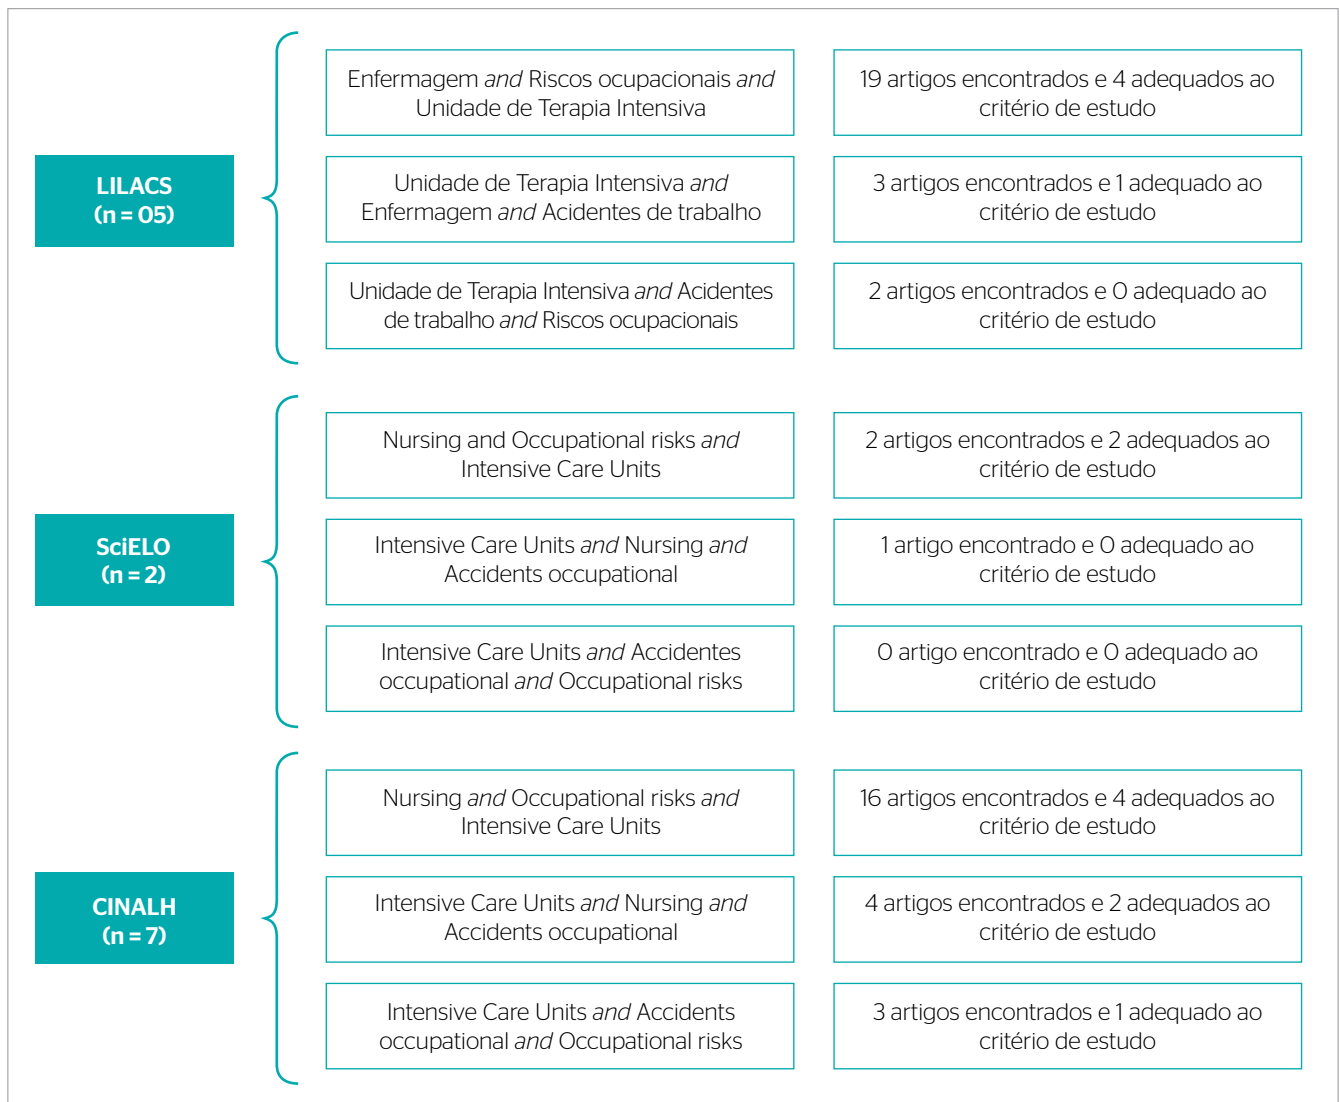 LILACS
(n = 05)
Enfermagem and Riscos ocupacionais and
Unidade de Terapia Intensiva
19 artigos encontrados e 4 adequados ao
critério de estudo
Unidade de Terapia Intensiva and
Enfermagem and Acidentes de trabalho
3 artigos encontrados e 1 adequado ao
critério de estudo
Unidade de Terapia Intensiva and Acidentes
de trabalho and Riscos ocupacionais
2 artigos encontrados e 0 adequado ao
critério de estudo
SciELO
(n = 2)
Nursing and Occupational risks and
Intensive Care Units
2 artigos encontrados e 2 adequados ao
critério de estudo
Intensive Care Units and Nursing and
Accidents occupational
1 artigo encontrado e 0 adequado ao
critério de estudo
Intensive Care Units and Accidentes
occupational and Occupational risks
0 artigo encontrado e 0 adequado ao
critério de estudo
CINALH
(n = 7)
Nursing and Occupational risks and
Intensive Care Units
16 artigos encontrados e 4 adequados ao
critério de estudo
Intensive Care Units and Nursing and
Accidents occupational
4 artigos encontrados e 2 adequados ao
critério de estudo
Intensive Care Units and Accidents
occupational and Occupational risks
3 artigos encontrados e 1 adequado ao
critério de estudo